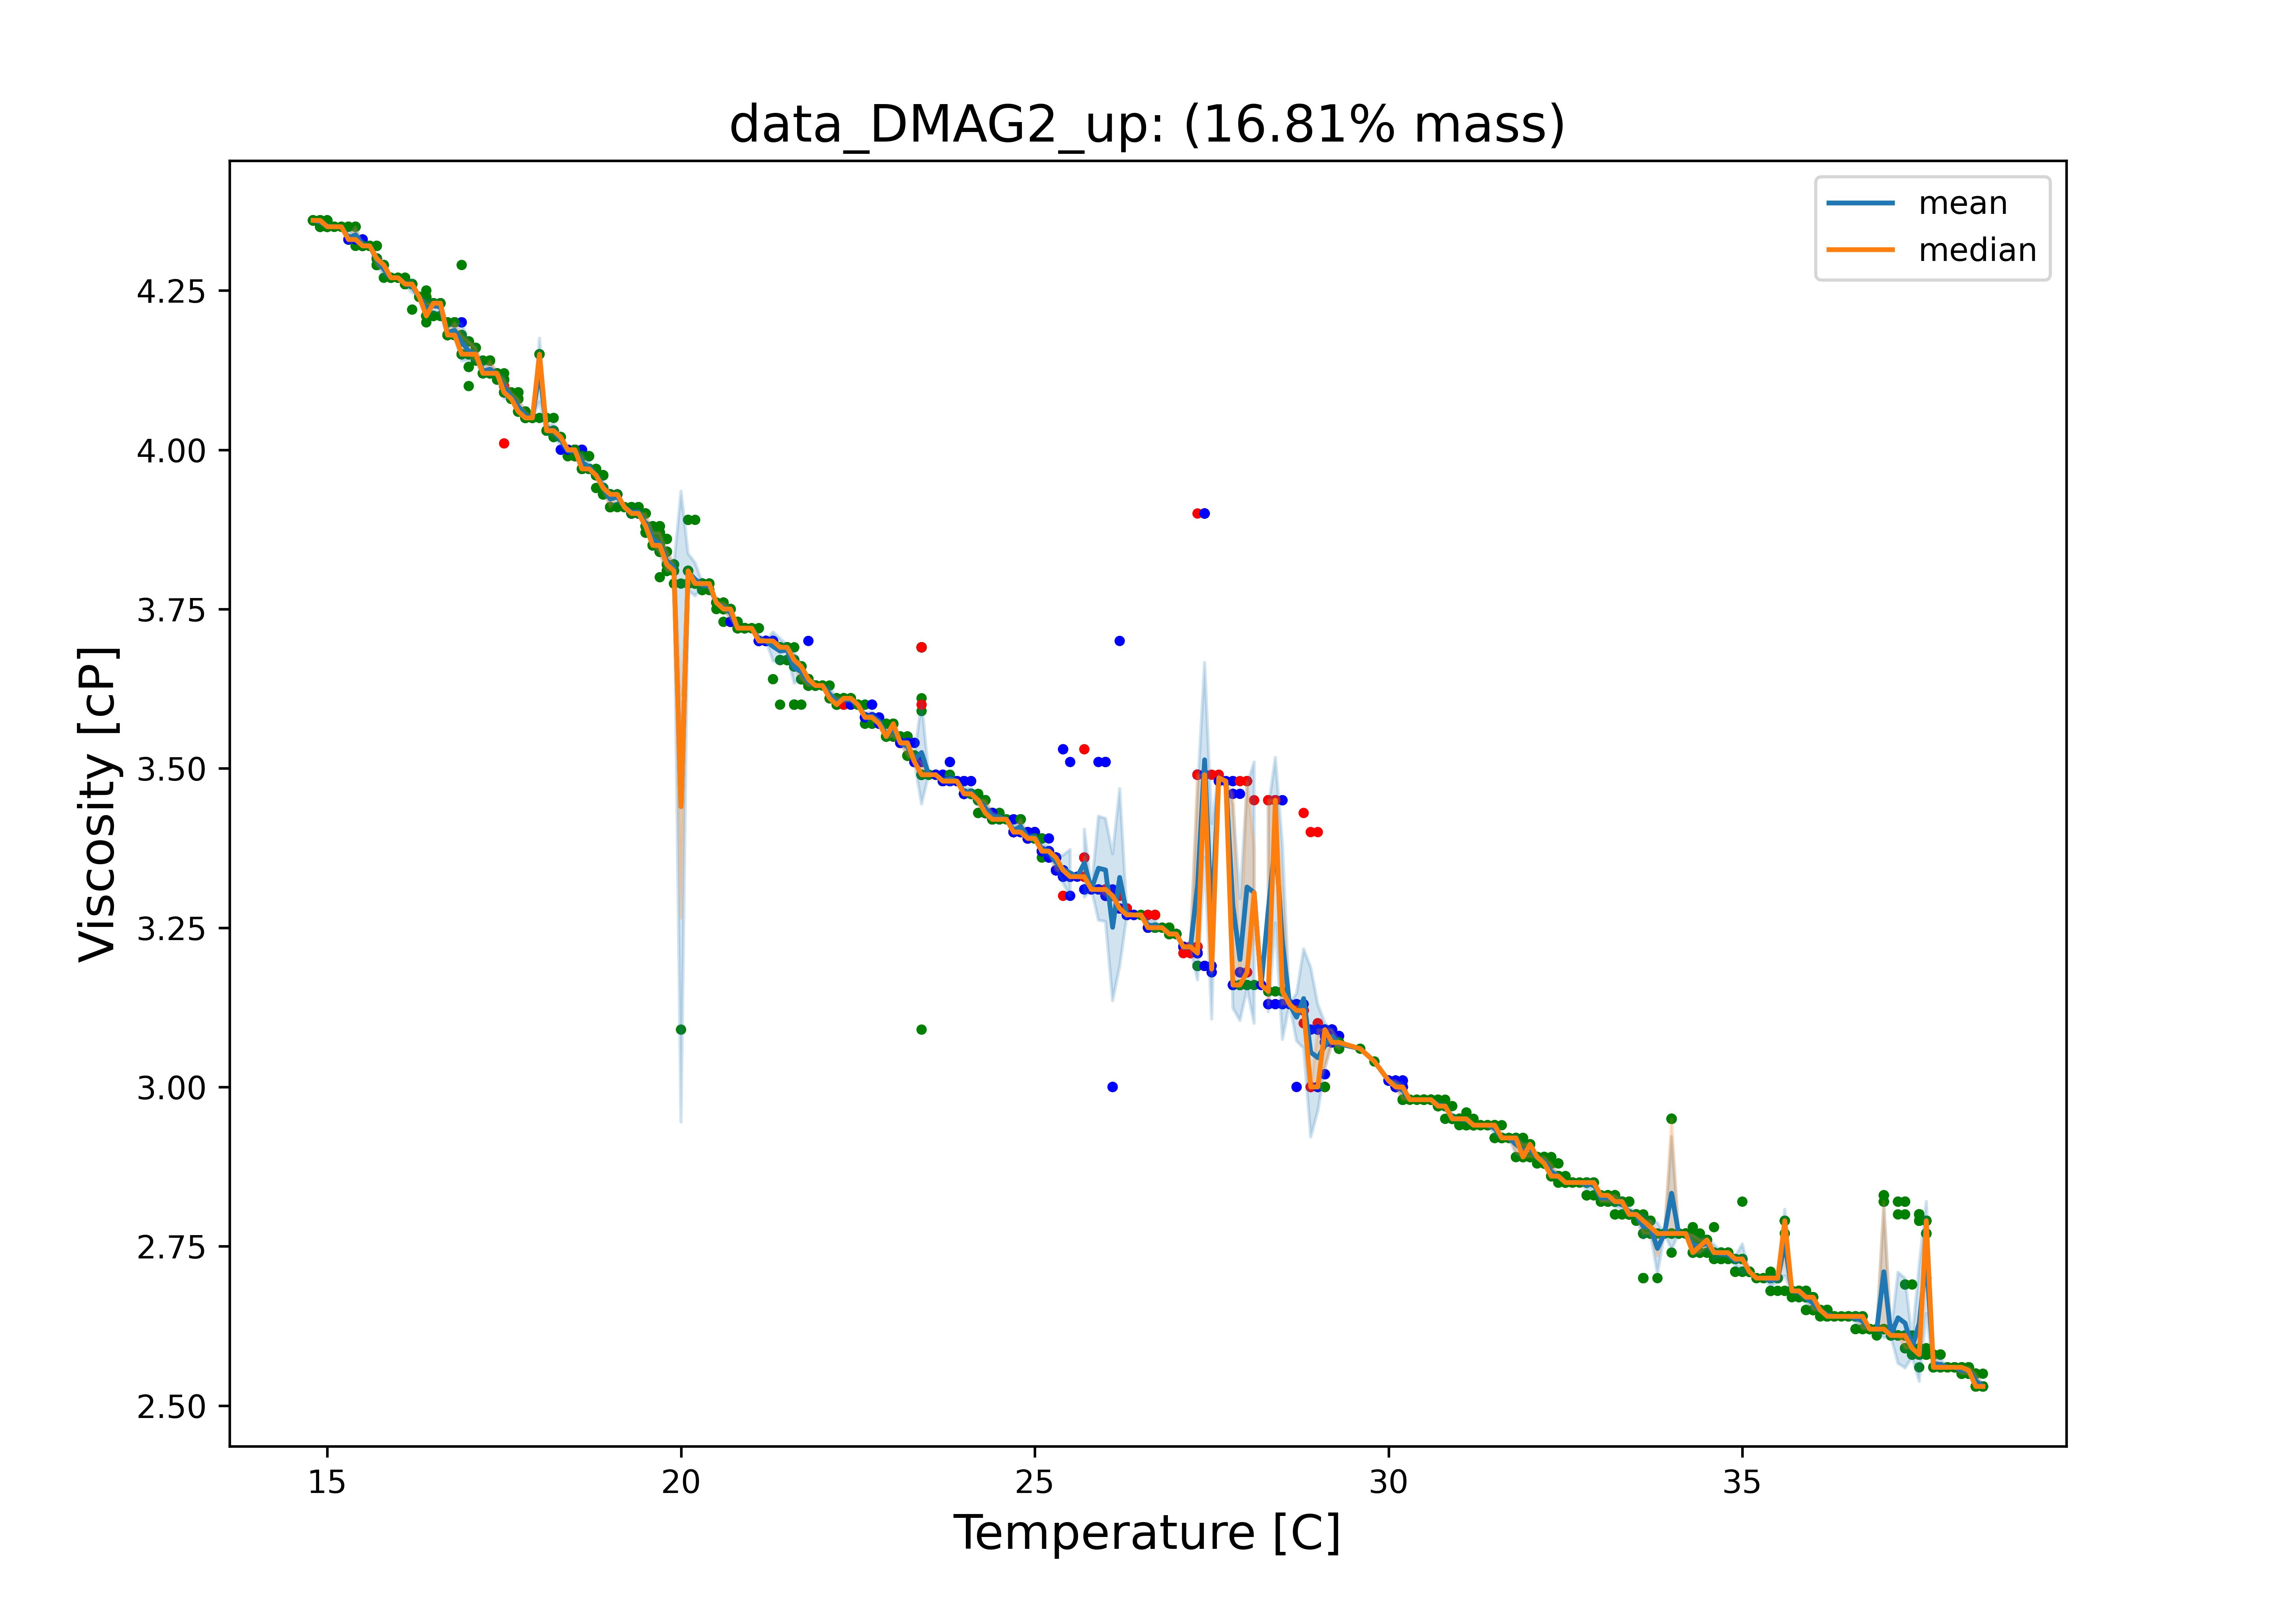 data_DMAG2_up: (16.81% mass)
mean
median
Viscosity [cP]
4.25
4.00
3.75
3.50
3.25
3.00
2.75
2.50
15 20 25 30 35
Temperature [C]